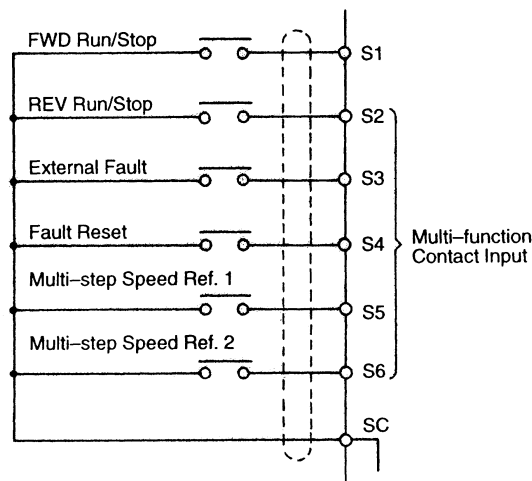 FWD Run/Stop
S1
REV Run/Stop
S2
External Fault
S3
Fault Reset
S4
Multi–function
Contact Input
Multi–step Speed Ref. 1
S5
Multi–step Speed Ref. 2
S6
SC